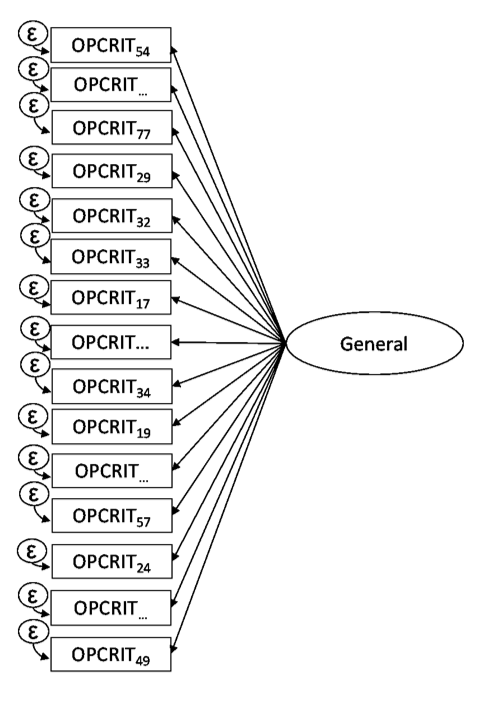 ε
OPCRIT54
ε
OPCRIT...
ε
OPCRIT77
ε
OPCRIT29
ε
OPCRIT32
ε
OPCRIT33
ε
OPCRIT17
ε
OPCRIT...
General
ε
OPCRIT34
ε
OPCRIT19
ε
OPCRIT...
ε
OPCRIT57
ε
OPCRIT24
ε
OPCRIT...
ε
OPCRIT49